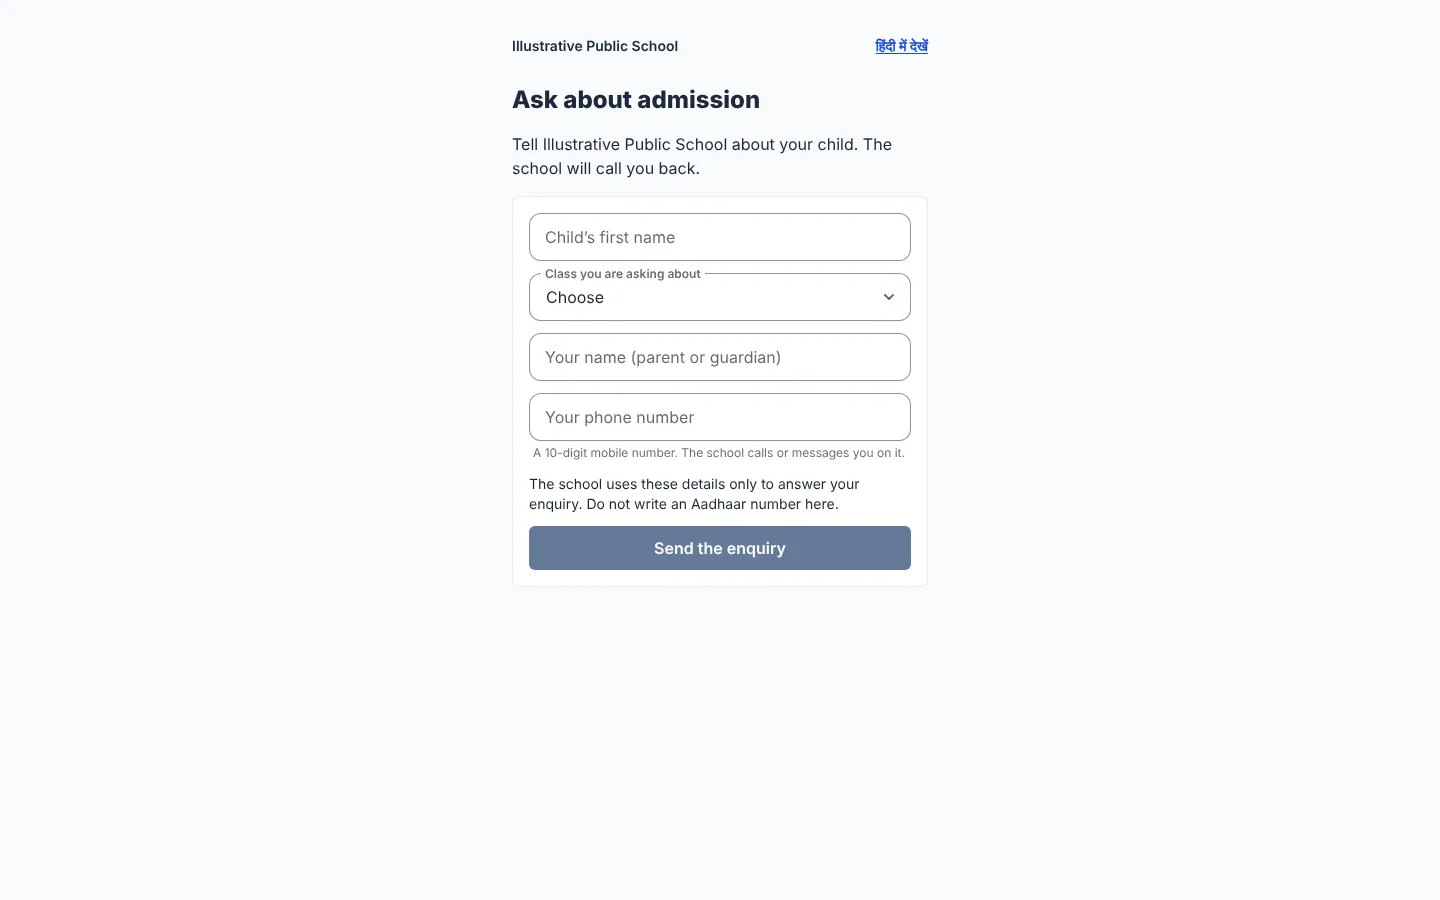 Illustrative Public School
हिंदी में देखें
Ask about admission
Tell Illustrative Public School about your child. The
school will call you back.
Child’s first name
Class you are asking about
Choose
Your name (parent or guardian)
Your phone number
A 10-digit mobile number. The school calls or messages you on it.
The school uses these details only to answer your
enquiry. Do not write an Aadhaar number here.
Send the enquiry